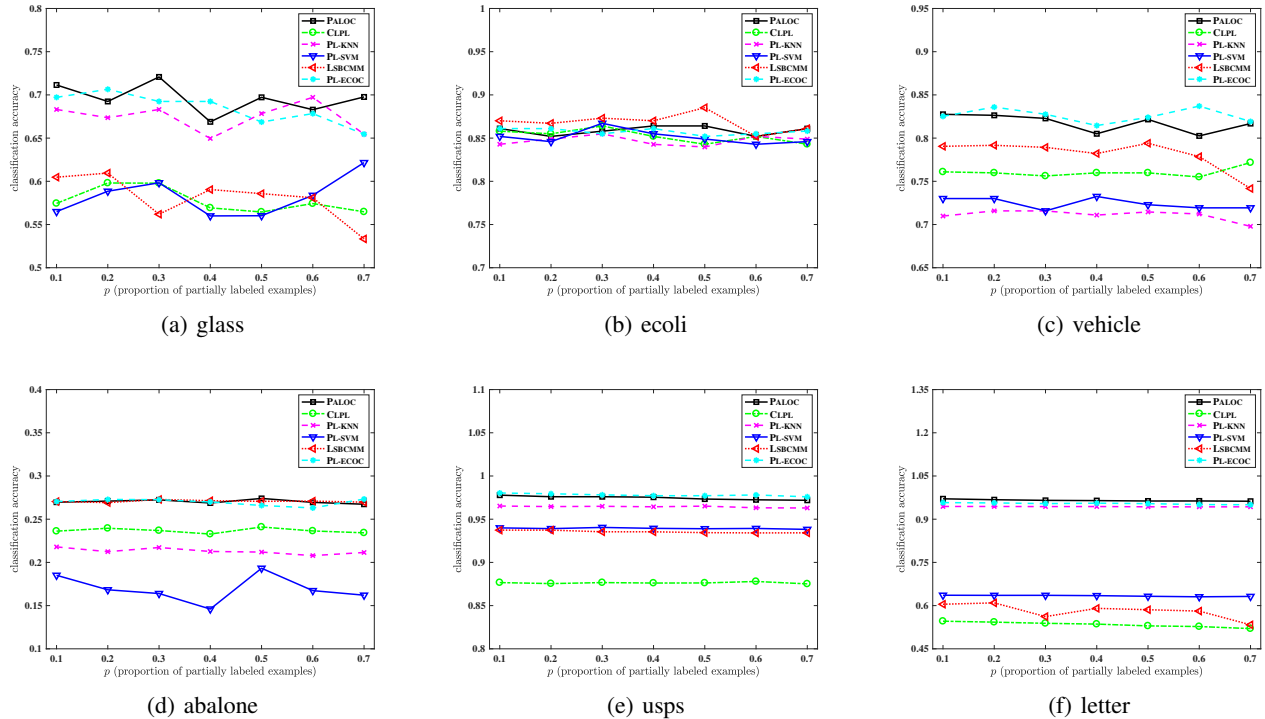 0.8
0.75
0.7
0.65
0.6
0.55
0.5
classification accuracy
PALOC
CLPL
PL-KNN
PL-SVM
LSBCMM
PL-ECOC
0.1 0.2 0.3 0.4 0.5 0.6 0.7
p (proportion of partially labeled examples)
(a) glass
1
0.95
0.9
0.85
0.8
0.75
0.7
classification accuracy
PALOC
CLPL
PL-KNN
PL-SVM
LSBCMM
PL-ECOC
0.1 0.2 0.3 0.4 0.5 0.6 0.7
p (proportion of partially labeled examples)
(b) ecoli
0.95
0.9
0.85
0.8
0.75
0.7
0.65
classification accuracy
PALOC
CLPL
PL-KNN
PL-SVM
LSBCMM
PL-ECOC
0.1 0.2 0.3 0.4 0.5 0.6 0.7
p (proportion of partially labeled examples)
(c) vehicle
0.4
0.35
0.3
0.25
0.2
0.15
0.1
classification accuracy
PALOC
CLPL
PL-KNN
PL-SVM
LSBCMM
PL-ECOC
0.1 0.2 0.3 0.4 0.5 0.6 0.7
p (proportion of partially labeled examples)
(d) abalone
1.1
1.05
1
0.95
0.9
0.85
0.8
classification accuracy
PALOC
CLPL
PL-KNN
PL-SVM
LSBCMM
PL-ECOC
0.1 0.2 0.3 0.4 0.5 0.6 0.7
p (proportion of partially labeled examples)
(e) usps
1.35
1.2
1.05
0.9
0.75
0.6
0.45
classification accuracy
PALOC
CLPL
PL-KNN
PL-SVM
LSBCMM
PL-ECOC
0.1 0.2 0.3 0.4 0.5 0.6 0.7
p (proportion of partially labeled examples)
(f) letter